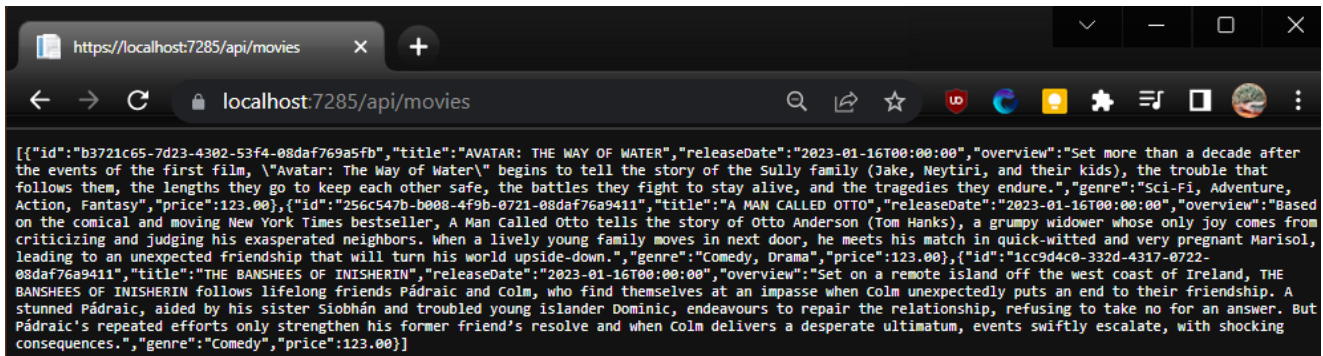 https://localhost:7285/api/movies
localhost:7285/api/movies
[{"id":"b3721c65-7d23-4302-53f4-08daf769a5fb","title":"AVATAR: THE WAY OF WATER","releaseDate":"2023-01-16T00:00:00","overview":"Set more than a decade after
the events of the first film, \"Avatar: The Way of Water\" begins to tell the story of the Sully family (Jake, Neytiri, and their kids), the trouble that
follows them, the lengths they go to keep each other safe, the battles they fight to stay alive, and the tragedies they endure.","genre":"Sci-Fi, Adventure,
Action, Fantasy","price":123.00},{"id":"256c547b-b008-4f9b-0721-08daf76a9411","title":"A MAN CALLED OTTO","releaseDate":"2023-01-16T00:00:00","overview":"Based
on the comical and moving New York Times bestseller, A Man Called Otto tells the story of Otto Anderson (Tom Hanks), a grumpy widower whose only joy comes from
criticizing and judging his exasperated neighbors. When a lively young family moves in next door, he meets his match in quick-witted and very pregnant Marisol,
leading to an unexpected friendship that will turn his world upside-down.","genre":"Comedy, Drama","price":123.00},{"id":"1cc9d4c0-332d-4317-0722-
08daf76a9411","title":"THE BANSHEES OF INISHERIN","releaseDate":"2023-01-16T00:00:00","overview":"Set on a remote island off the west coast of Ireland, THE
BANSHEES OF INISHERIN follows lifelong friends Pádraic and Colm, who find themselves at an impasse when Colm unexpectedly puts an end to their friendship. A
stunned Pádraic, aided by his sister Siobhán and troubled young islander Dominic, endeavours to repair the relationship, refusing to take no for an answer. But
Pádraic's repeated efforts only strengthen his former friend’s resolve and when Colm delivers a desperate ultimatum, events swiftly escalate, with shocking
consequences.","genre":"Comedy","price":123.00}]